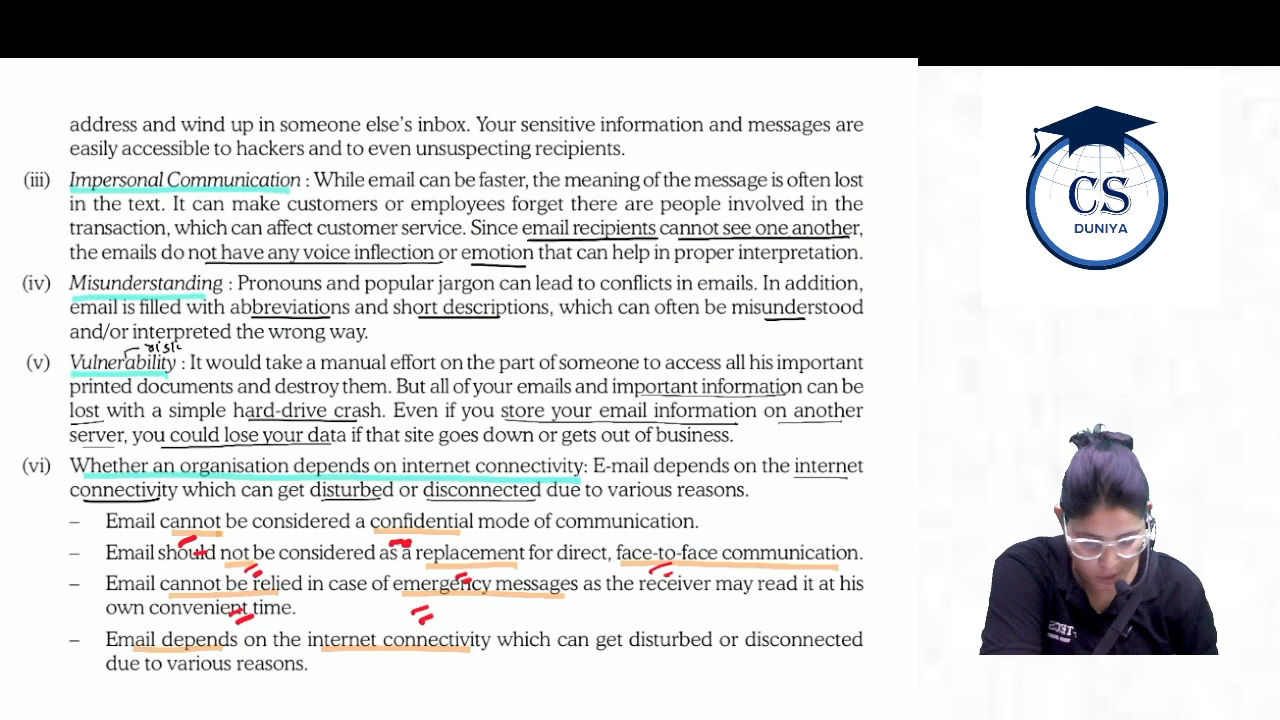 address and wind up in someone else’s inbox. Your sensitive information and messages are
easily accessible to hackers and to even unsuspecting recipients.
(iii) Impersonal Communication : While email can be faster, the meaning of the message is often lost
in the text. It can make customers or employees forget there are people involved in the
transaction, which can affect customer service. Since email recipients cannot see one another,
the emails do not have any voice inflection or emotion that can help in proper interpretation.
(iv) Misunderstanding : Pronouns and popular jargon can lead to conflicts in emails. In addition,
email is filled with abbreviations and short descriptions, which can often be misunderstood
and/or interpreted the wrong way.
risk
(v) Vulnerability : It would take a manual effort on the part of someone to access all his important
printed documents and destroy them. But all of your emails and important information can be
lost with a simple hard-drive crash. Even if you store your email information on another
server, you could lose your data if that site goes down or gets out of business.
(vi) Whether an organisation depends on internet connectivity: E-mail depends on the internet
connectivity which can get disturbed or disconnected due to various reasons.
– Email cannot be considered a confidential mode of communication.
– Email should not be considered as a replacement for direct, face-to-face communication.
– Email cannot be relied in case of emergency messages as the receiver may read it at his
own convenient time.
– Email depends on the internet connectivity which can get disturbed or disconnected
due to various reasons.
CS
DUNIYA